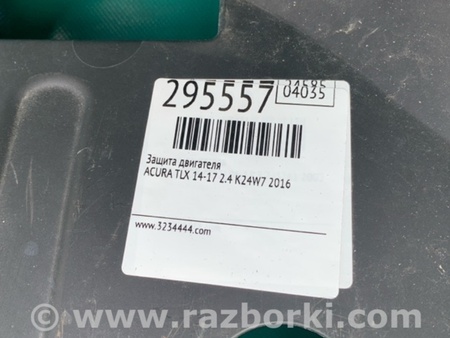 295557
04035
Защита двигателя
ACURA TLX 14-17 2.4 K24W7 2016
www.3234444.com
www.razborki.com